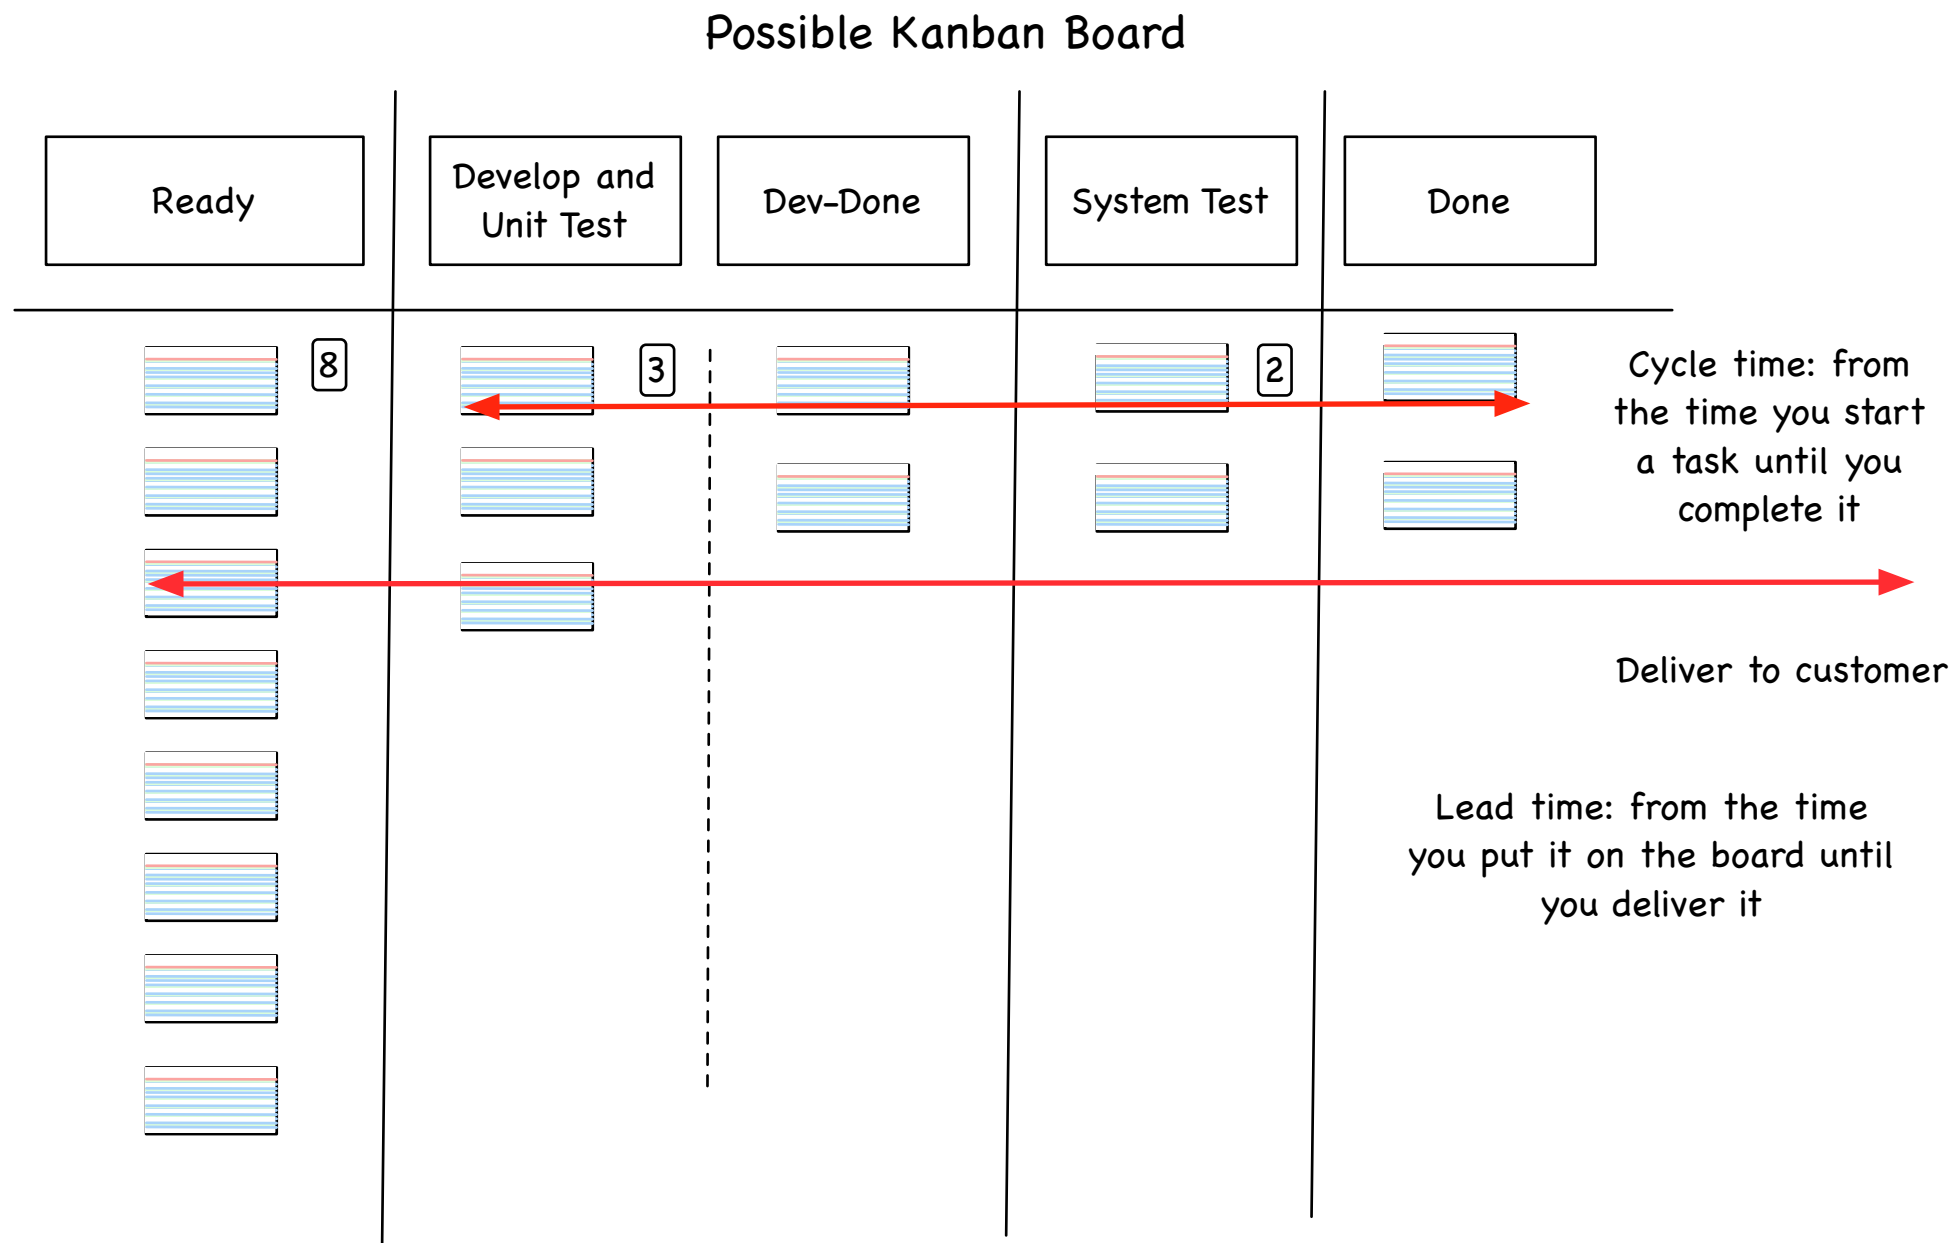 Possible Kanban Board
Ready
Develop and
Unit Test
Dev-Done
System Test
Done
8
3
2
Cycle time: from
the time you start
a task until you
complete it
Deliver to customer
Lead time: from the time
you put it on the board until
you deliver it